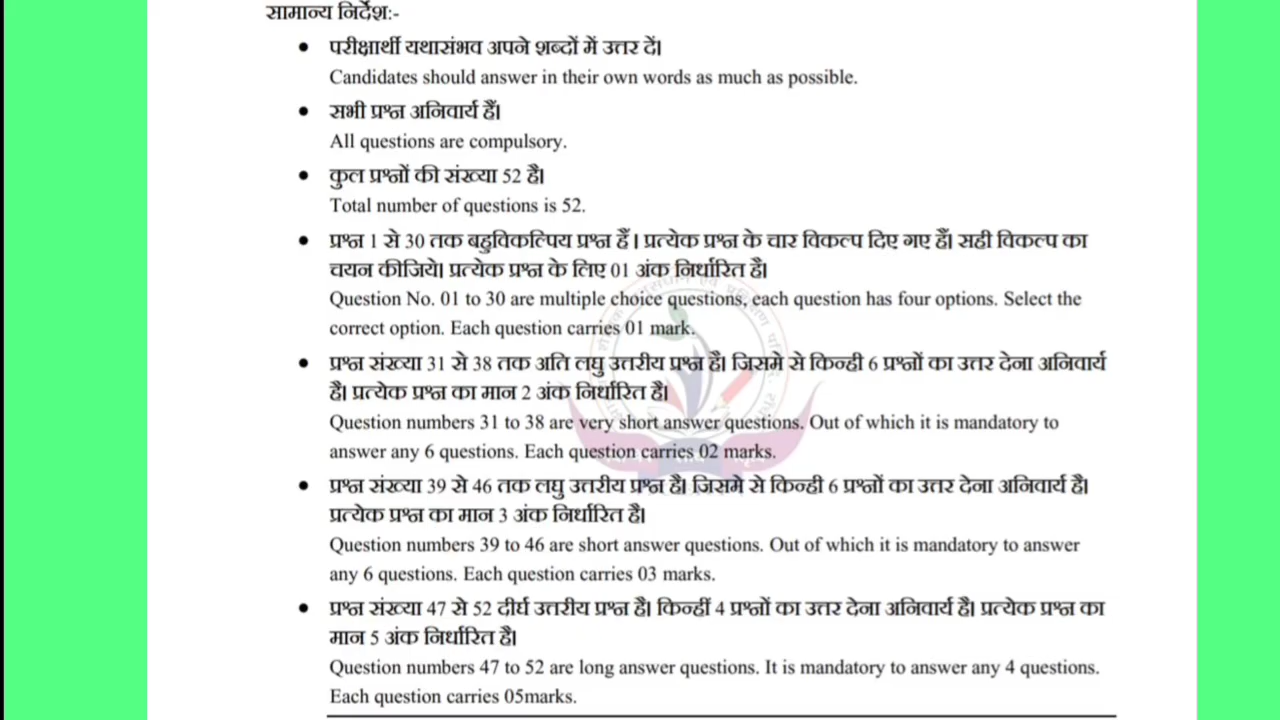 सामान्य निर्देश:-
• परीक्षार्थी यथासंभव अपने शब्दों में उत्तर दें।
Candidates should answer in their own words as much as possible.
• सभी प्रश्न अनिवार्य हैं।
All questions are compulsory.
• कुल प्रश्नों की संख्या 52 है।
Total number of questions is 52.
• प्रश्न 1 से 30 तक बहुविकल्पिय प्रश्न हैं । प्रत्येक प्रश्न के चार विकल्प दिए गए हैं। सही विकल्प का
चयन कीजिये। प्रत्येक प्रश्न के लिए 01 अंक निर्धारित है।
Question No. 01 to 30 are multiple choice questions, each question has four options. Select the
correct option. Each question carries 01 mark.
• प्रश्न संख्या 31 से 38 तक अति लघु उत्तरीय प्रश्न है। जिसमे से किन्ही 6 प्रश्नों का उत्तर देना अनिवार्य
है। प्रत्येक प्रश्न का मान 2 अंक निर्धारित है।
Question numbers 31 to 38 are very short answer questions. Out of which it is mandatory to
answer any 6 questions. Each question carries 02 marks.
• प्रश्न संख्या 39 से 46 तक लघु उत्तरीय प्रश्न है। जिसमे से किन्ही 6 प्रश्नों का उत्तर देना अनिवार्य है।
प्रत्येक प्रश्न का मान 3 अंक निर्धारित है।
Question numbers 39 to 46 are short answer questions. Out of which it is mandatory to answer
any 6 questions. Each question carries 03 marks.
• प्रश्न संख्या 47 से 52 दीर्घ उत्तरीय प्रश्न है। किन्हीं 4 प्रश्नों का उत्तर देना अनिवार्य है। प्रत्येक प्रश्न का
मान 5 अंक निर्धारित है।
Question numbers 47 to 52 are long answer questions. It is mandatory to answer any 4 questions.
Each question carries 05marks.